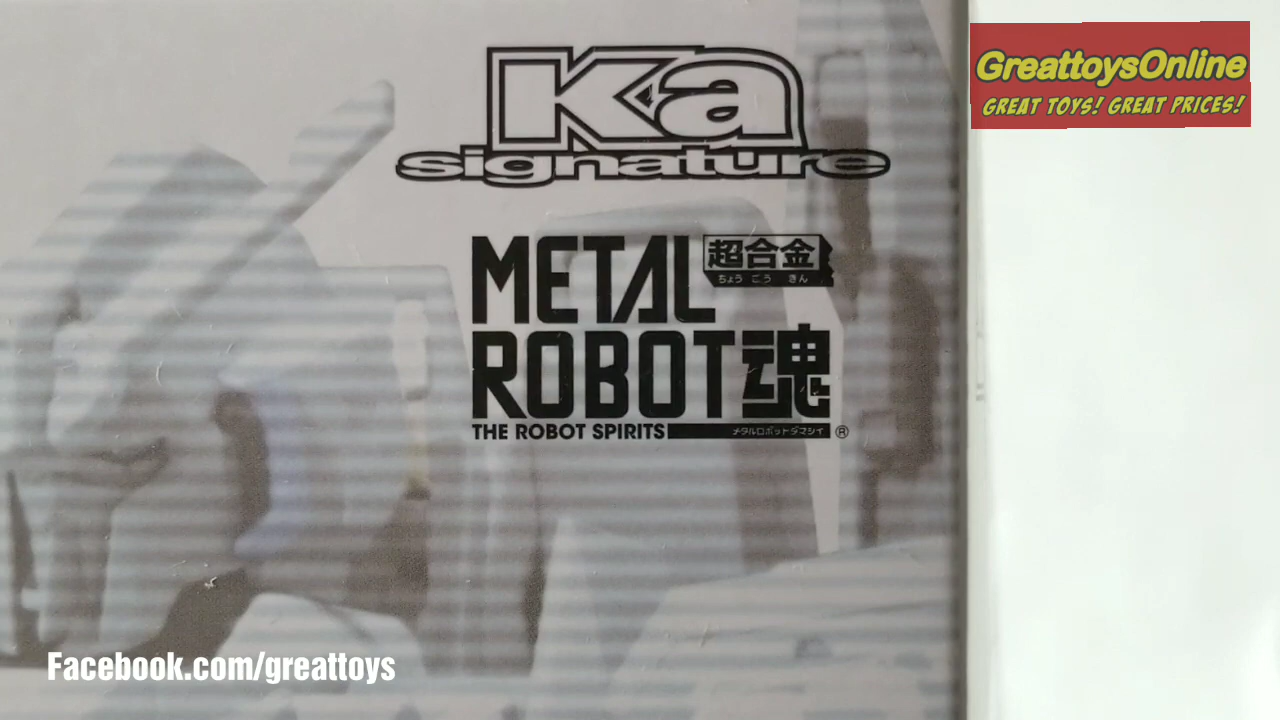 Ka
signature
METAL 超合金
ちょうごうきん
ROBOT魂
THE ROBOT SPIRITS メタルロボットダマシイ ®
GreattoysOnline
GREAT TOYS! GREAT PRICES!
Facebook.com/greattoys